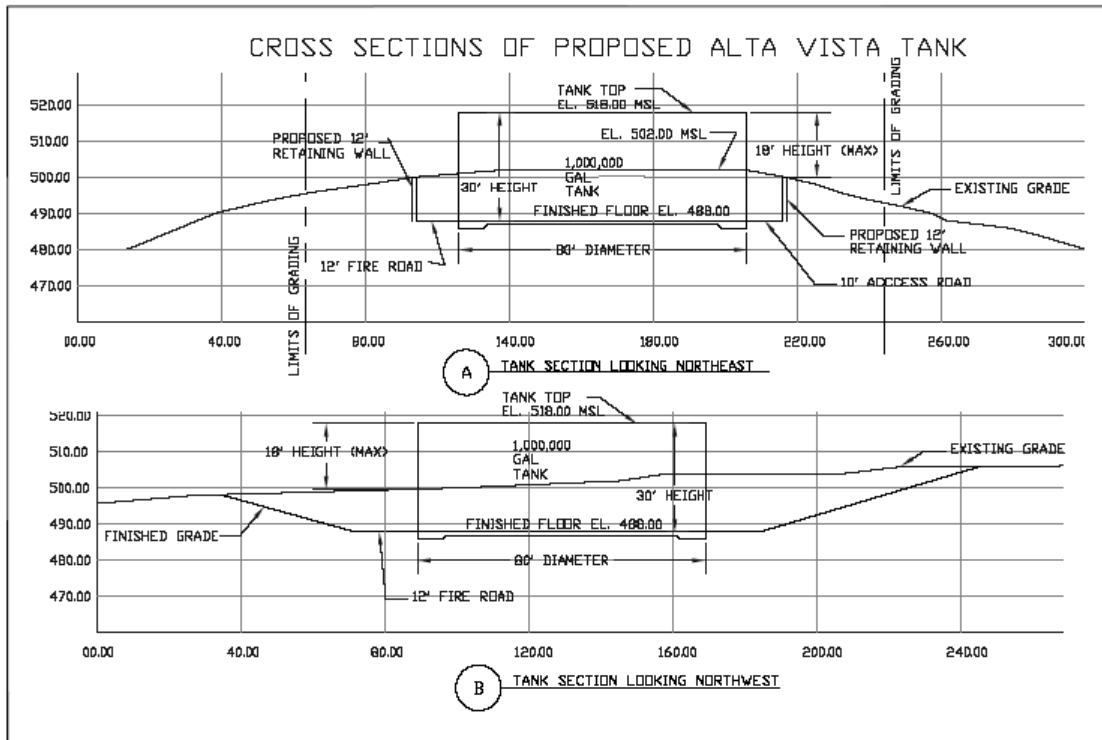 CROSS SECTIONS OF PROPOSED ALTA VISTA TANK
LIMITS OF GRADING
TANK TOP
EL. 518.00 MSL
520.00
510.00
500.00
490.00
480.00
470.00
PROPOSED 12'
RETAINING WALL
EL. 502.00 MSL
18' HEIGHT (MAX)
1,000,000
GAL
TANK
30' HEIGHT
EXISTING GRADE
FINISHED FLOOR EL. 488.00
PROPOSED 12'
RETAINING WALL
12' FIRE ROAD
80' DIAMETER
10' ADCCESS ROAD
LIMITS OF GRADING
00.00 40.00 80.00 140.00 180.00 220.00 260.00 300.00
A TANK SECTION LOOKING NORTHEAST
TANK TOP
EL. 518.00 MSL
520.00
510.00
500.00
490.00
480.00
470.00
18' HEIGHT (MAX)
1,000,000
GAL
TANK
EXISTING GRADE
30' HEIGHT
FINISHED FLOOR EL. 488.00
FINISHED GRADE
80' DIAMETER
12' FIRE ROAD
00.00 40.00 80.00 120.00 160.00 200.00 240.00
B TANK SECTION LOOKING NORTHWEST